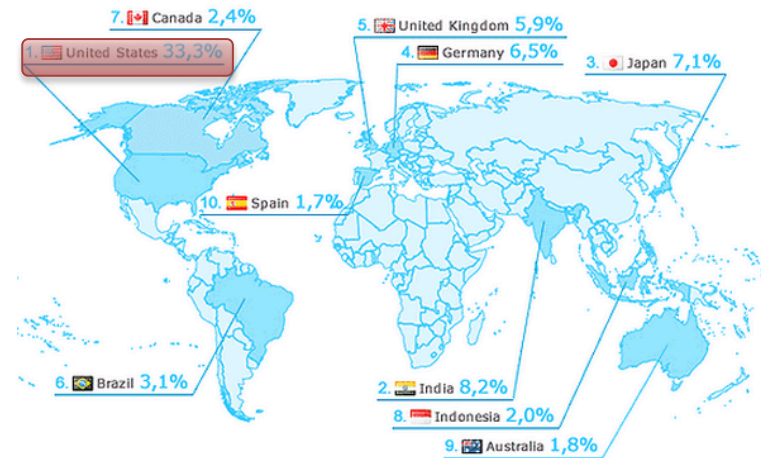 7. Canada 2,4%
1. United States 33,3%
5. United Kingdom 5,9%
4. Germany 6,5%
3. Japan 7,1%
10. Spain 1,7%
6. Brazil 3,1%
2. India 8,2%
8. Indonesia 2,0%
9. Australia 1,8%